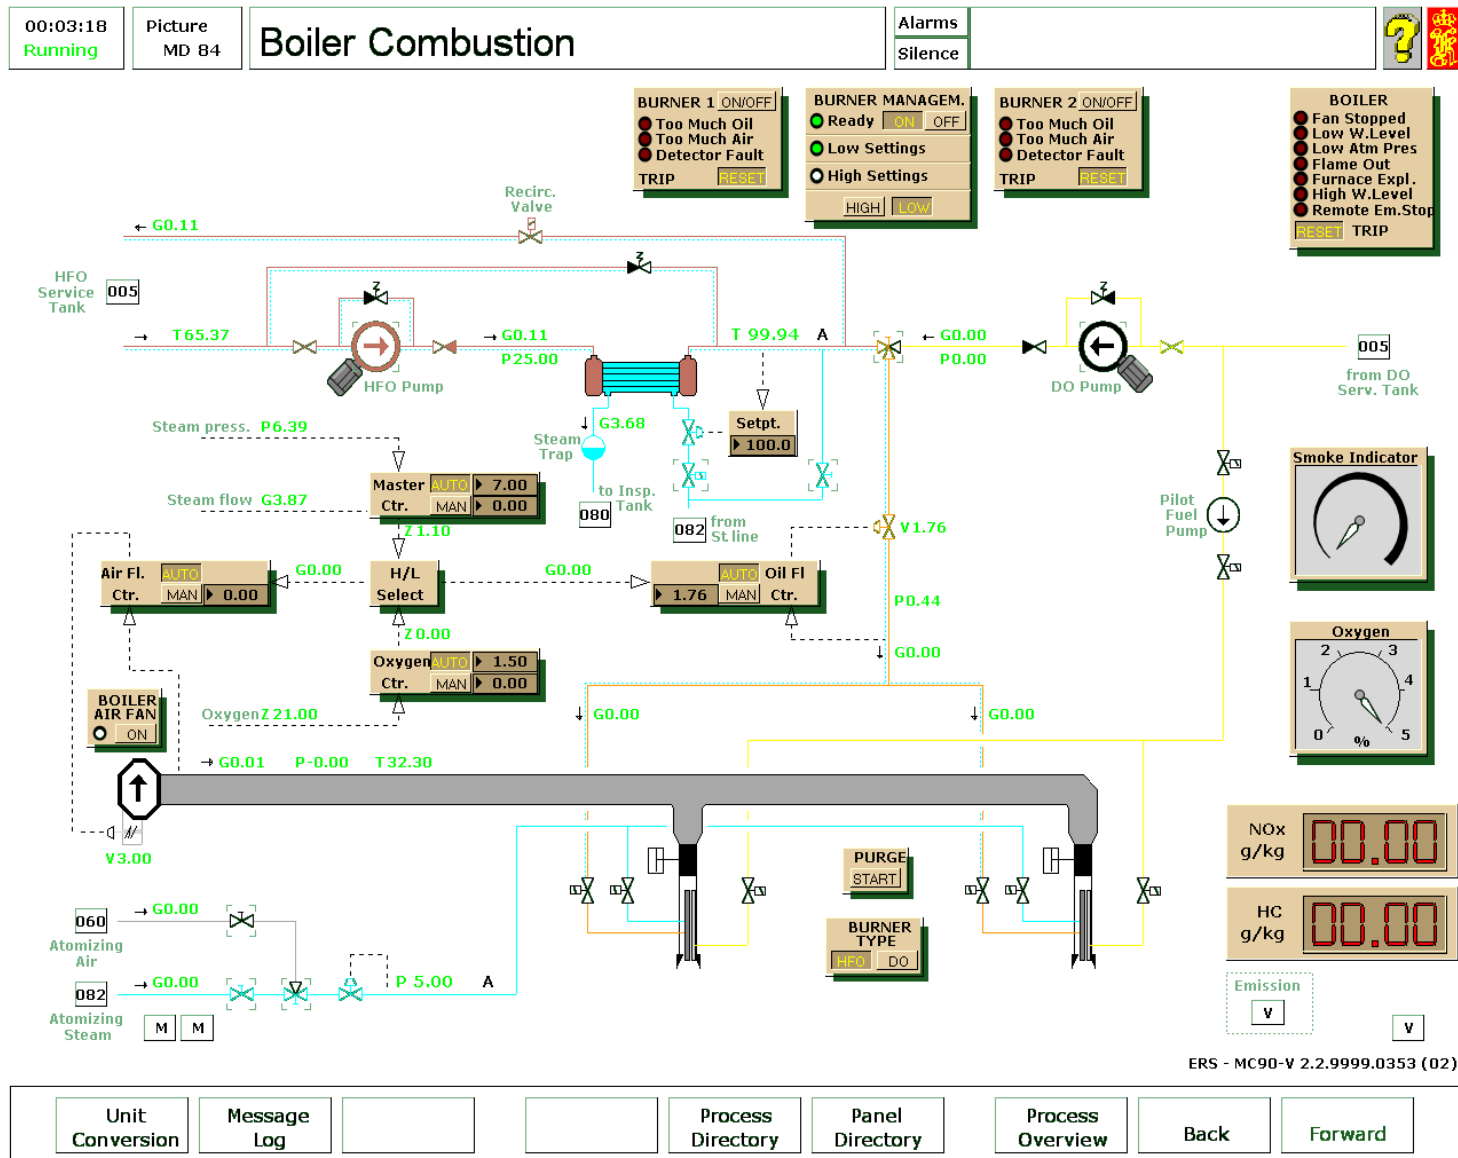 00:03:18
Running
Picture
MD 84
Boiler Combustion
Alarms
Silence
?
BURNER 1 ON/OFF
Too Much Oil
Too Much Air
Detector Fault
TRIP RESET
BURNER MANAGEM.
Ready ON OFF
Low Settings
High Settings
HIGH LOW
BURNER 2 ON/OFF
Too Much Oil
Too Much Air
Detector Fault
TRIP RESET
BOILER
Fan Stopped
Low W.Level
Low Atm Pres
Flame Out
Furnace Expl.
High W.Level
Remote Em.Stop
RESET TRIP
Recirc.
Valve
G0.11
HFO
Service
Tank
005
Z
Z
Z
T65.37
G0.11
P25.00
HFO Pump
T 99.94 A
G0.00
P0.00
DO Pump
005
from DO
Serv. Tank
Steam press. P6.39
G3.68
Steam
Trap
Setpt.
100.0
Smoke Indicator
Master AUTO 7.00
Ctr. MAN 0.00
Steam flow G3.87
to Insp.
Tank
080
082 from
St line
Pilot
Fuel
Pump
Z1.10
V1.76
Air Fl. AUTO
Ctr. MAN 0.00
G0.00
H/L
Select
G0.00
AUTO Oil Fl
1.76 MAN Ctr.
P0.44
Z0.00
G0.00
Oxygen AUTO 1.50
Ctr. MAN 0.00
Oxygen Z21.00
Oxygen
0 1 2 3 4 5
%
BOILER
AIR FAN
ON
G0.00
G0.00
G0.01 P-0.00 T32.30
V3.00
PURGE
START
BURNER
TYPE
HFO DO
NOx
g/kg
00.00
HC
g/kg
00.00
060 G0.00
Atomizing
Air
082 G0.00
Atomizing
Steam
M M
P 5.00 A
Emission
V
V
ERS - MC90-V 2.2.9999.0353 (02)
Unit
Conversion
Message
Log
Process
Directory
Panel
Directory
Process
Overview
Back
Forward